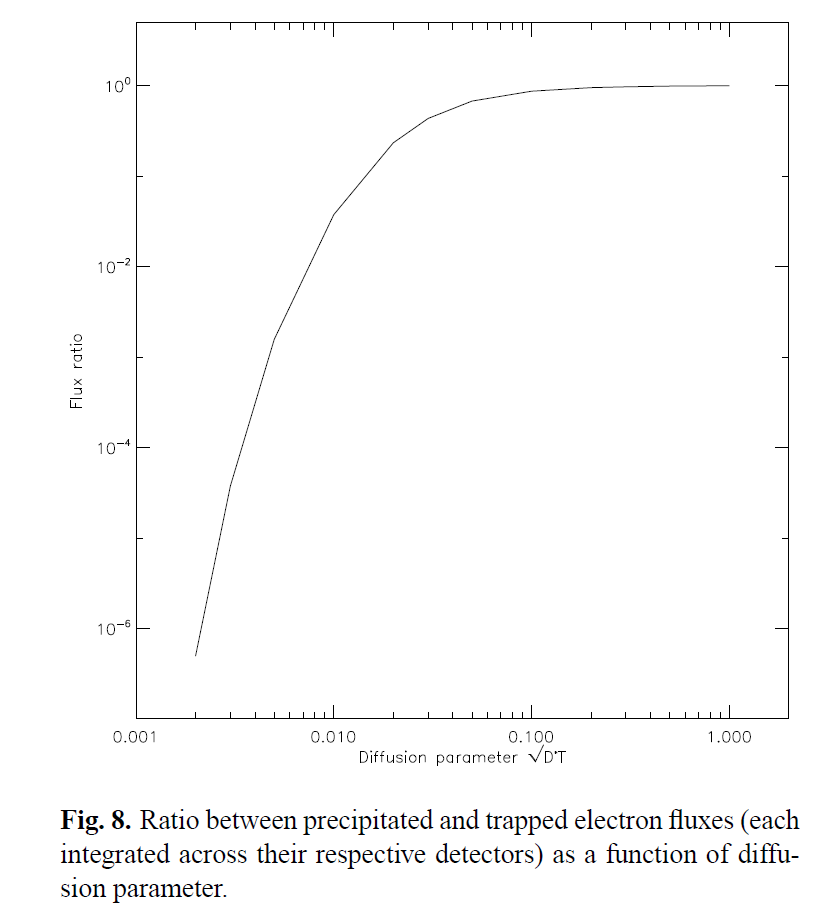 10⁰
10⁻²
10⁻⁴
10⁻⁶
Flux ratio
0.001 0.010 0.100 1.000
Diffusion parameter √D'T
Fig. 8. Ratio between precipitated and trapped electron fluxes (each
integrated across their respective detectors) as a function of diffu-
sion parameter.